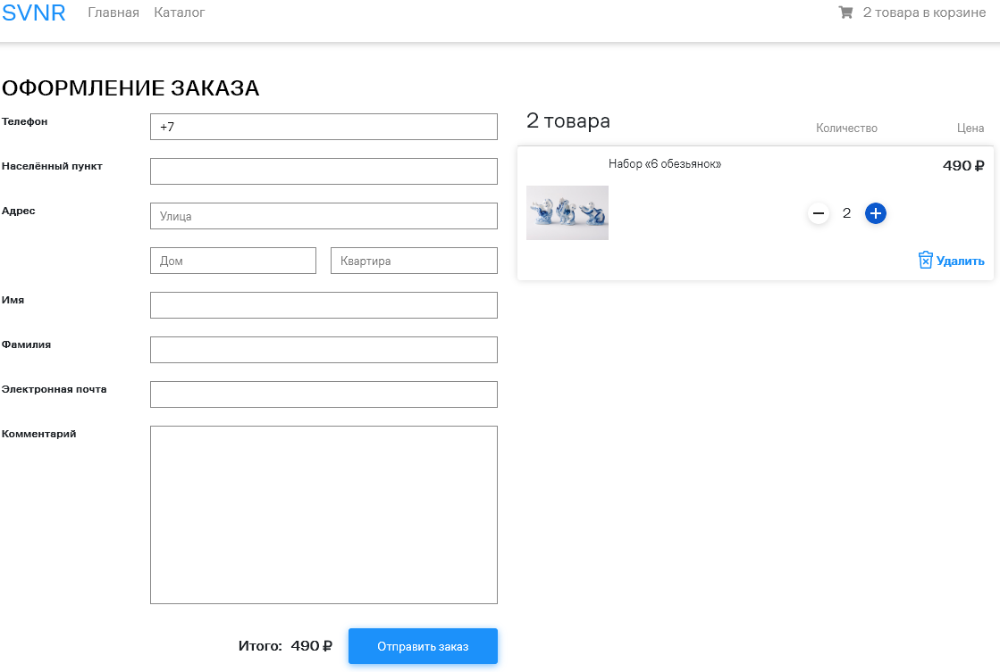 SVNR Главная Каталог 2 товара в корзине
ОФОРМЛЕНИЕ ЗАКАЗА
Телефон +7
Населённый пункт
Адрес Улица
Дом Квартира
Имя
Фамилия
Электронная почта
Комментарий
Итого: 490 ₽ Отправить заказ
2 товара Количество Цена
Набор «6 обезьянок» 490 ₽
2
Удалить